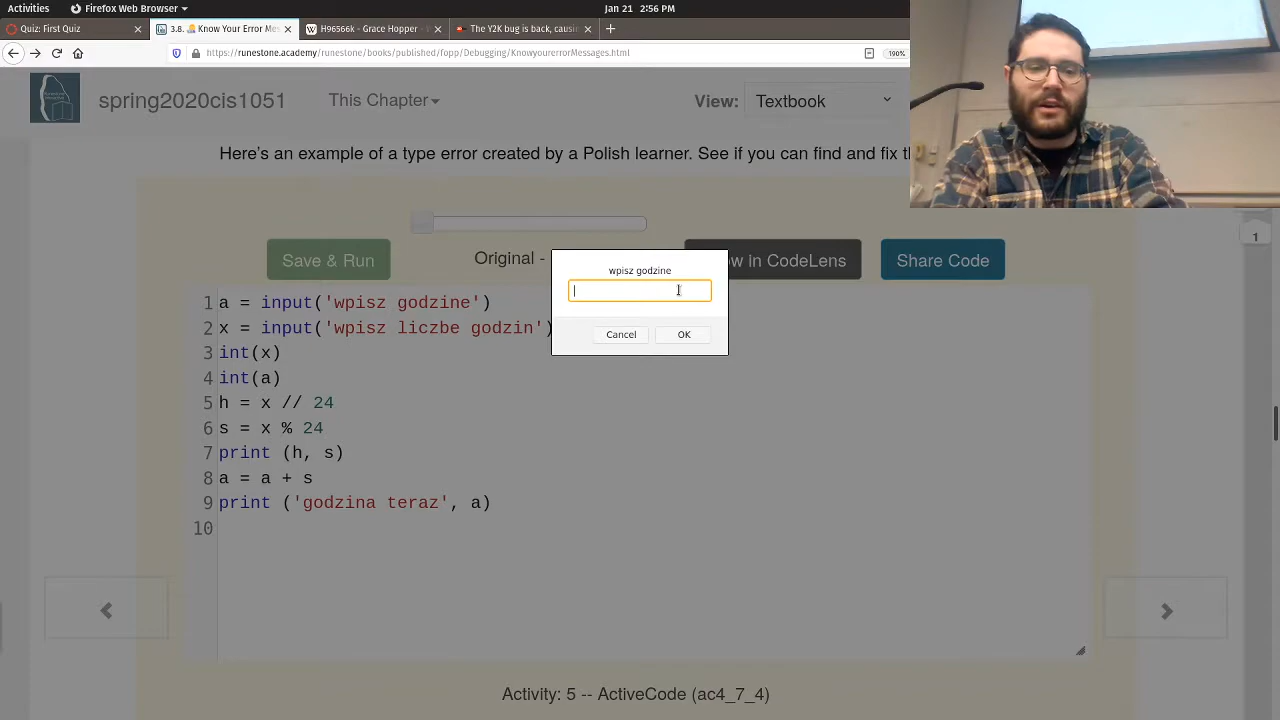 Activities
Firefox Web Browser
Jan 21 2:56 PM
Quiz: First Quiz
3.8. Know Your Error Mes
H96566k - Grace Hopper -
The Y2K bug is back, causin
https://runestone.academy/runestone/books/published/fopp/Debugging/KnowyourerrorMessages.html
190%
spring2020cis1051
This Chapter
View:
Textbook
Here's an example of a type error created by a Polish learner. See if you can find and fix th
Save & Run
Original -
w in CodeLens
Share Code
1
wpisz godzine
Cancel
OK
1 a = input('wpisz godzine')
2 x = input('wpisz liczbe godzin')
3 int(x)
4 int(a)
5 h = x // 24
6 s = x % 24
7 print (h, s)
8 a = a + s
9 print ('godzina teraz', a)
10
Activity: 5 -- ActiveCode (ac4_7_4)